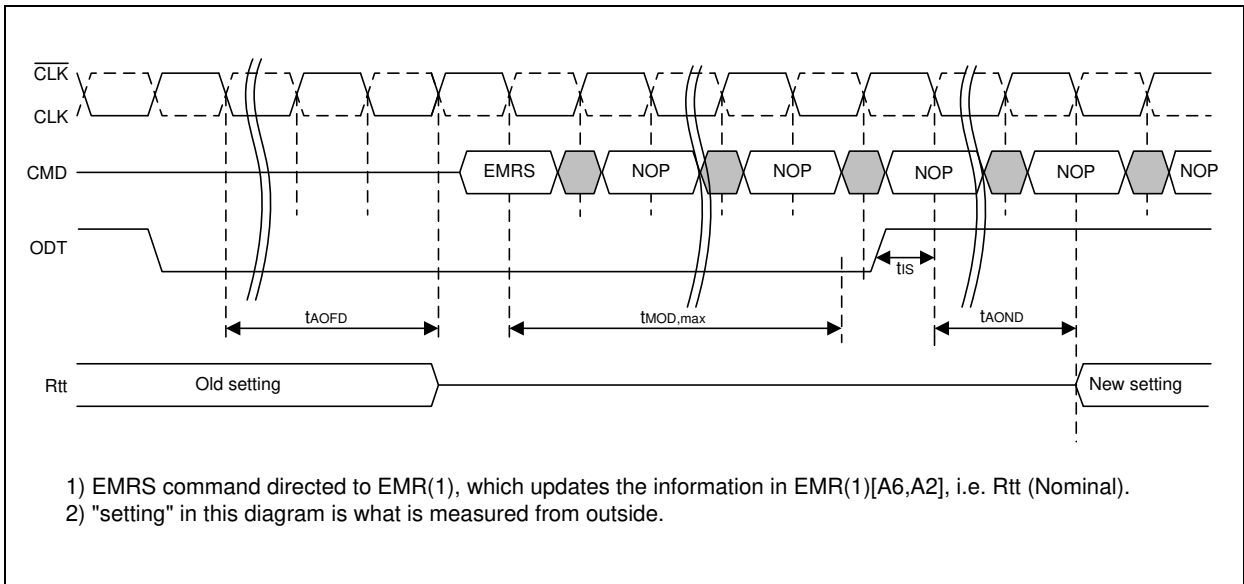 CLK
CLK
CMD EMRS NOP NOP NOP NOP NOP
ODT
tIS
tAOFD tMOD,max tAOND
Rtt Old setting New setting
1) EMRS command directed to EMR(1), which updates the information in EMR(1)[A6,A2], i.e. Rtt (Nominal).
2) "setting" in this diagram is what is measured from outside.